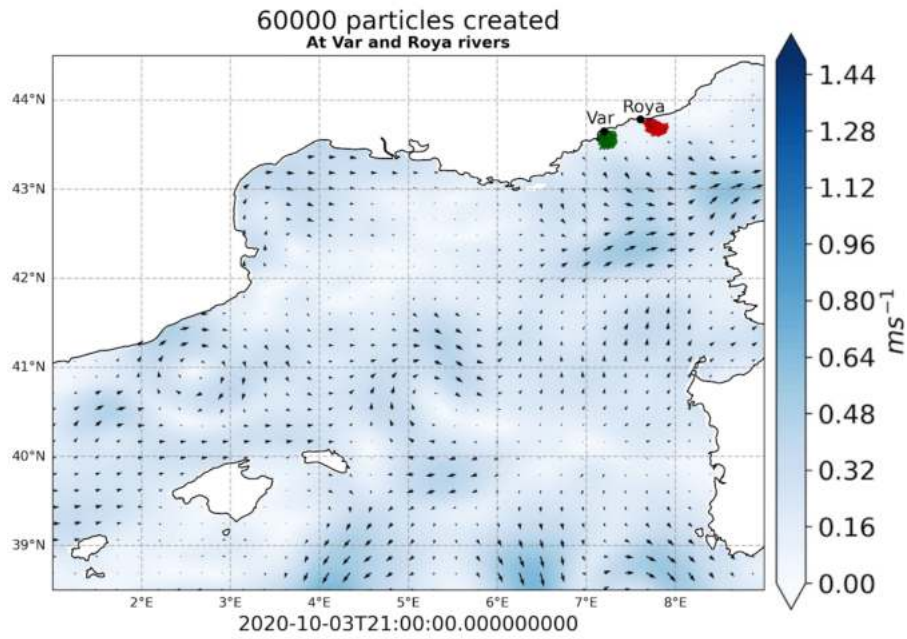 60000 particles created
At Var and Roya rivers
44°N
43°N
42°N
41°N
40°N
39°N
Var
Roya
2°E
3°E
4°E
5°E
6°E
7°E
8°E
2020-10-03T21:00:00.000000000
1.44
1.28
1.12
0.96
0.80
0.64
0.48
0.32
0.16
0.00
ms⁻¹